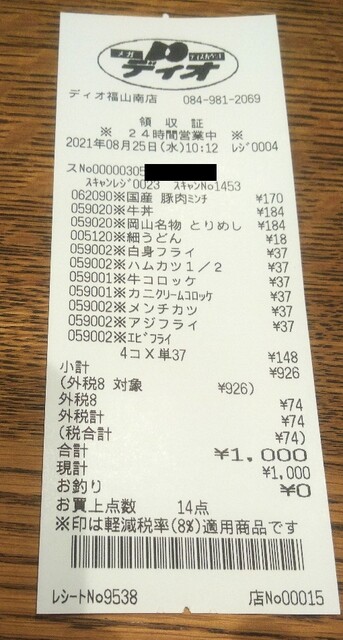 メガ ディスカウント
ディオ
ディオ福山南店 084-981-2069
領収証
※ 24時間営業中 ※
2021年08月25日(水)10:12 レジ0004
スNo00000305
スキャンレジ0023 スキャンNo1453
062090※国産 豚肉ミンチ ¥170
059020※牛丼 ¥184
059020※岡山名物 とりめし ¥184
005120※細うどん ¥18
059002※白身フライ ¥37
059002※ハムカツ1/2 ¥37
059001※牛コロッケ ¥37
059001※カニクリームコロッケ ¥37
059002※メンチカツ ¥37
059002※アジフライ ¥37
059002※エビフライ
4コX単37 ¥148
小計 ¥926
(外税8 対象 ¥926)
外税8 ¥74
外税計 ¥74
(税合計 ¥74)
合計 ¥1,000
現計 ¥1,000
お釣り ¥0
お買上点数 14点
※印は軽減税率(8%)適用商品です
レシートNo9538 店No00015